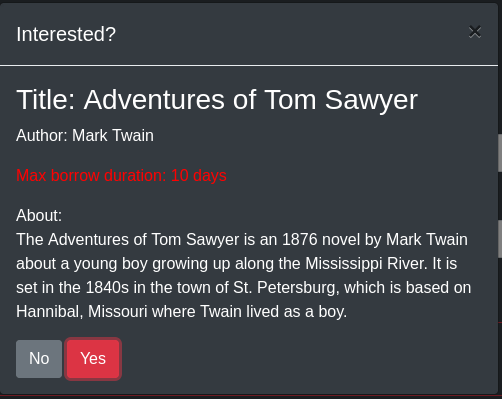 Interested?
×
Title: Adventures of Tom Sawyer
Author: Mark Twain
Max borrow duration: 10 days
About:
The Adventures of Tom Sawyer is an 1876 novel by Mark Twain
about a young boy growing up along the Mississippi River. It is
set in the 1840s in the town of St. Petersburg, which is based on
Hannibal, Missouri where Twain lived as a boy.
No Yes